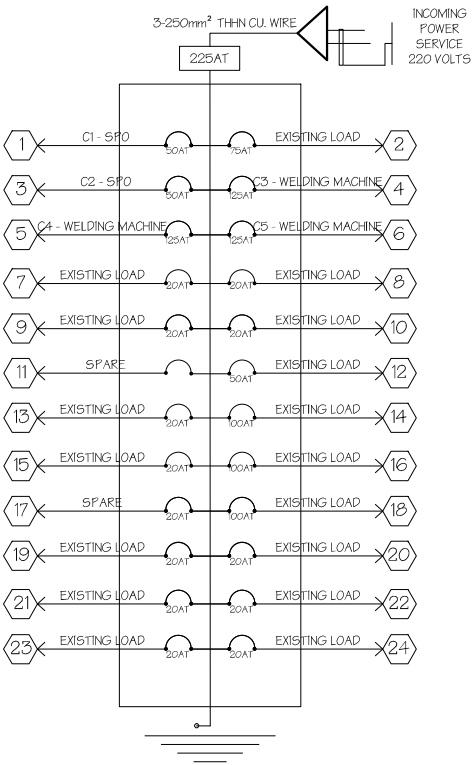 3-250mm² THHN CU. WIRE
INCOMING
POWER
SERVICE
220 VOLTS
225AT
1 C1 - SPO 50AT 75AT EXISTING LOAD 2
3 C2 - SPO 50AT 125AT C3 - WELDING MACHINE 4
5 C4 - WELDING MACHINE 125AT 125AT C5 - WELDING MACHINE 6
7 EXISTING LOAD 20AT 20AT EXISTING LOAD 8
9 EXISTING LOAD 20AT 20AT EXISTING LOAD 10
11 SPARE 50AT EXISTING LOAD 12
13 EXISTING LOAD 20AT 100AT EXISTING LOAD 14
15 EXISTING LOAD 20AT 100AT EXISTING LOAD 16
17 SPARE 20AT 100AT EXISTING LOAD 18
19 EXISTING LOAD 20AT 20AT EXISTING LOAD 20
21 EXISTING LOAD 20AT 20AT EXISTING LOAD 22
23 EXISTING LOAD 20AT 20AT EXISTING LOAD 24